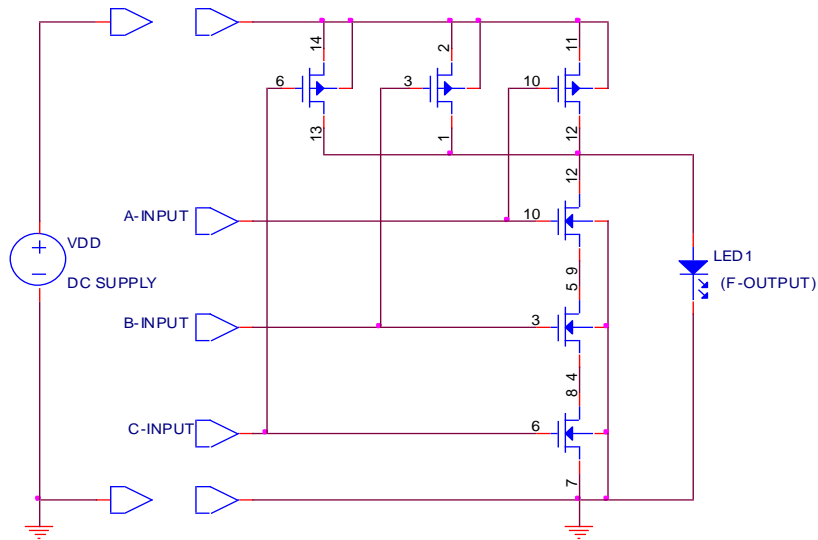 14
2
11
6
3
10
13
1
12
12
A-INPUT
10
+
VDD
LED1
DC SUPPLY
(F-OUTPUT)
5 9
B-INPUT
3
8 4
C-INPUT
6
7